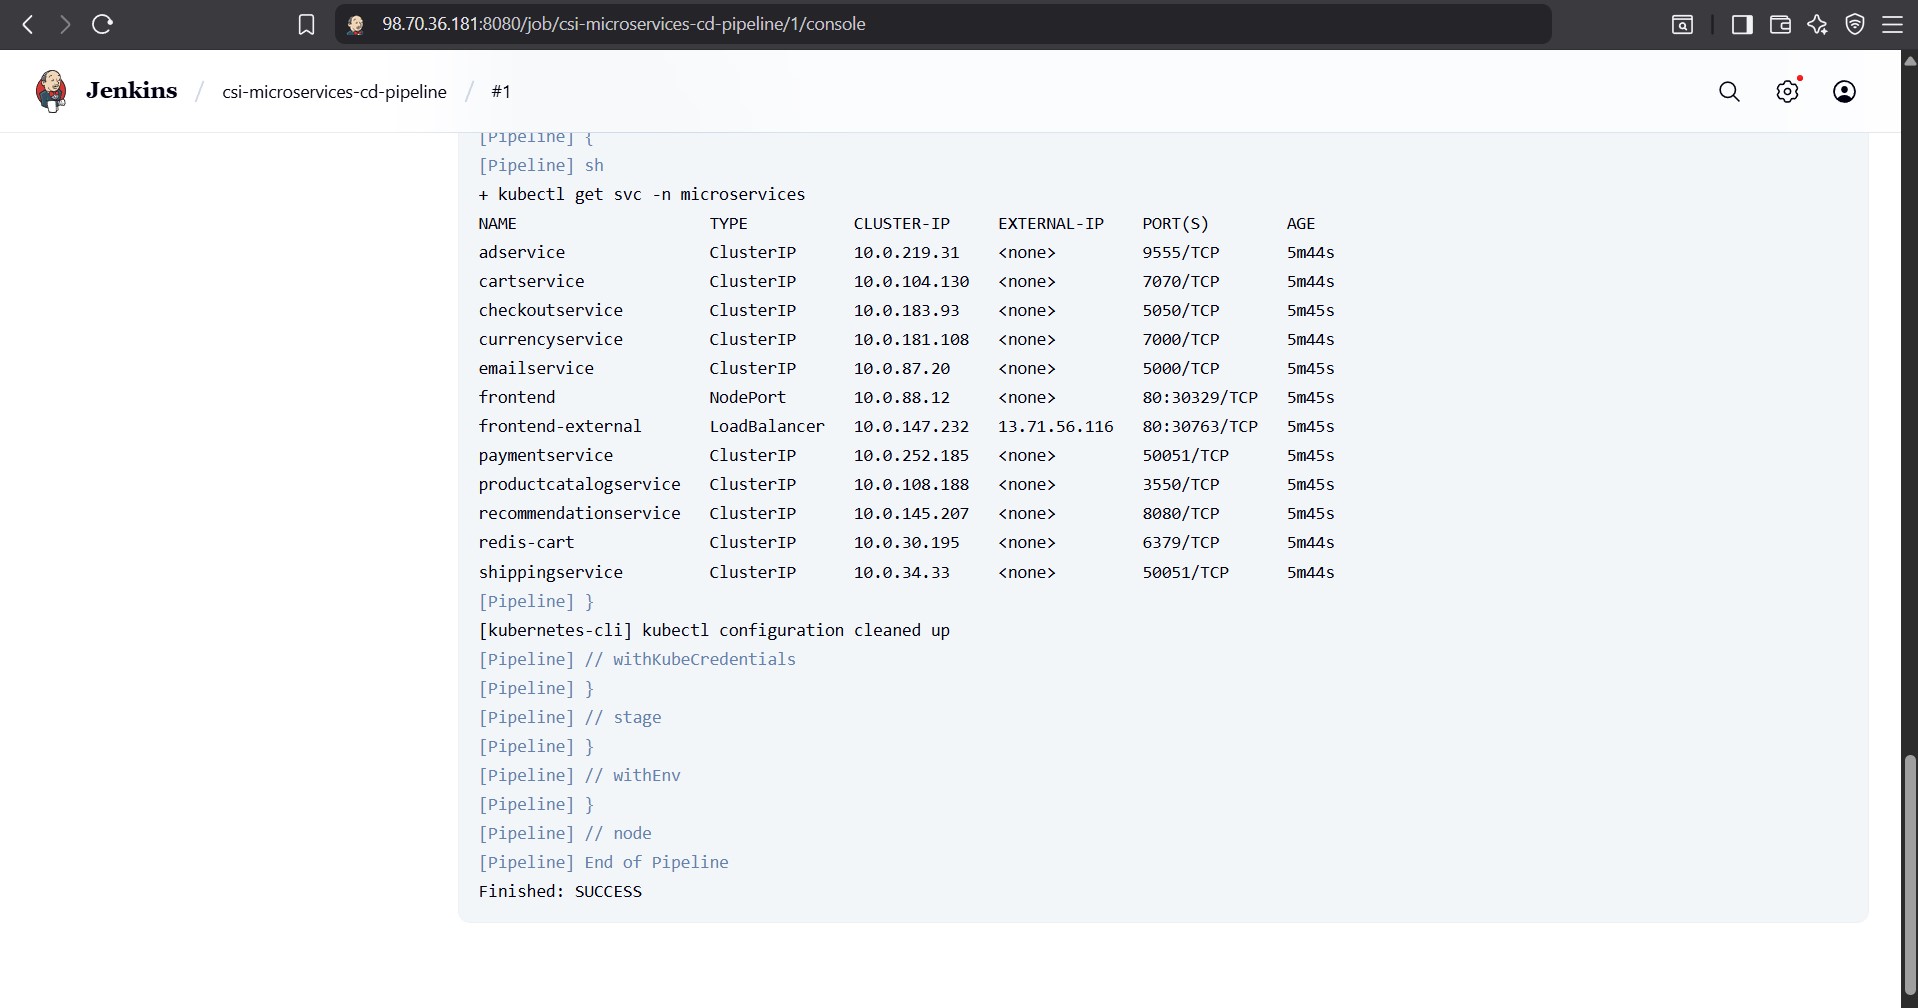 98.70.36.181:8080/job/csi-microservices-cd-pipeline/1/console
Jenkins / csi-microservices-cd-pipeline / #1
[Pipeline] {
[Pipeline] sh
+ kubectl get svc -n microservices
NAME TYPE CLUSTER-IP EXTERNAL-IP PORT(S) AGE
adservice ClusterIP 10.0.219.31 <none> 9555/TCP 5m44s
cartservice ClusterIP 10.0.104.130 <none> 7070/TCP 5m44s
checkoutservice ClusterIP 10.0.183.93 <none> 5050/TCP 5m45s
currencyservice ClusterIP 10.0.181.108 <none> 7000/TCP 5m44s
emailservice ClusterIP 10.0.87.20 <none> 5000/TCP 5m45s
frontend NodePort 10.0.88.12 <none> 80:30329/TCP 5m45s
frontend-external LoadBalancer 10.0.147.232 13.71.56.116 80:30763/TCP 5m45s
paymentservice ClusterIP 10.0.252.185 <none> 50051/TCP 5m45s
productcatalogservice ClusterIP 10.0.108.188 <none> 3550/TCP 5m45s
recommendationservice ClusterIP 10.0.145.207 <none> 8080/TCP 5m45s
redis-cart ClusterIP 10.0.30.195 <none> 6379/TCP 5m44s
shippingservice ClusterIP 10.0.34.33 <none> 50051/TCP 5m44s
[Pipeline] }
[kubernetes-cli] kubectl configuration cleaned up
[Pipeline] // withKubeCredentials
[Pipeline] }
[Pipeline] // stage
[Pipeline] }
[Pipeline] // withEnv
[Pipeline] }
[Pipeline] // node
[Pipeline] End of Pipeline
Finished: SUCCESS